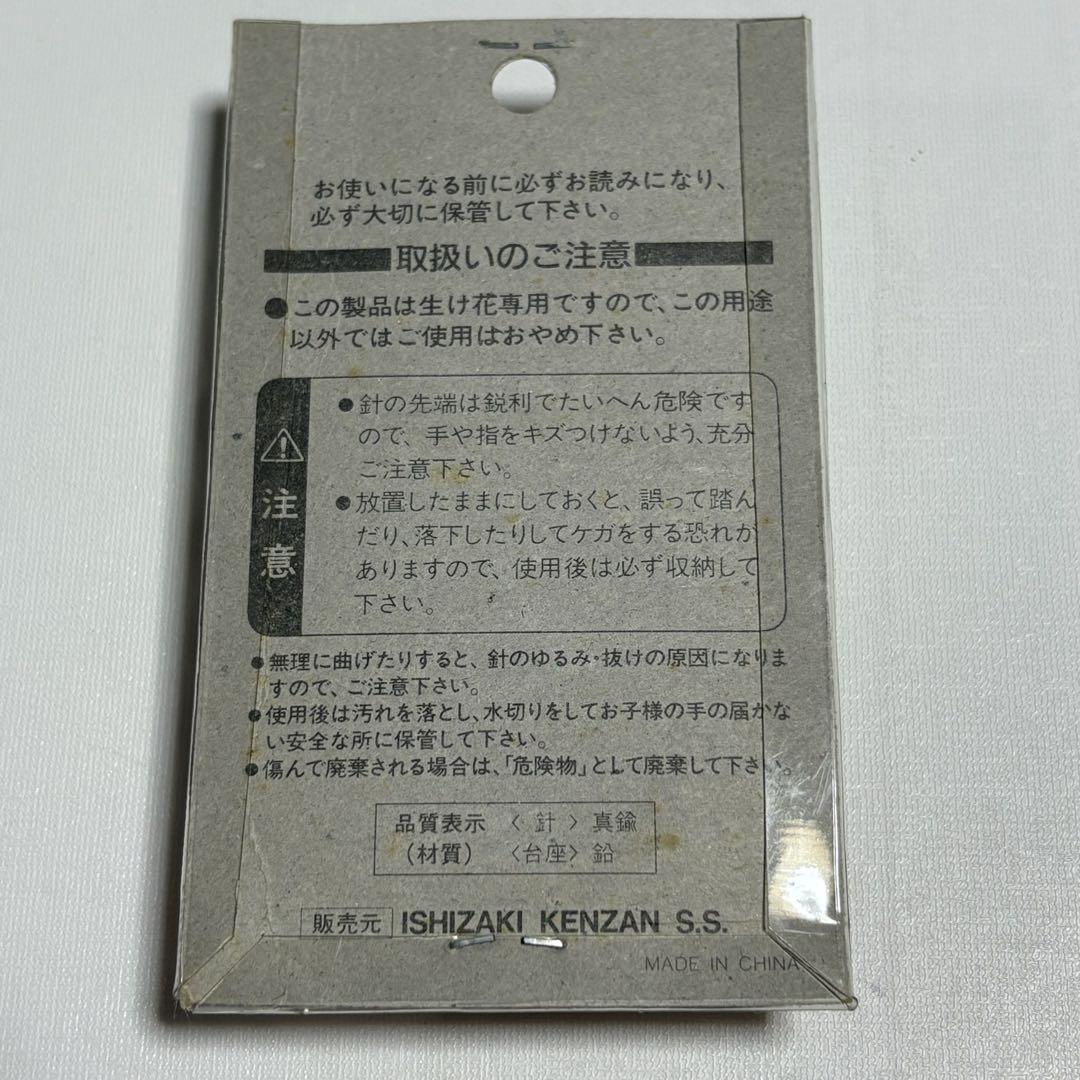 お使いになる前に必ずお読みになり、
必ず大切に保管して下さい。
取扱いのご注意
●この製品は生け花専用ですので、この用途
以外ではご使用はおやめ下さい。
⚠注意
●針の先端は鋭利でたいへん危険です
ので、手や指をキズつけないよう、充分
ご注意下さい。
●放置したままにしておくと、誤って踏ん
だり、落下したりしてケガをする恐れが
ありますので、使用後は必ず収納して
下さい。
●無理に曲げたりすると、針のゆるみ・抜けの原因になりま
すので、ご注意下さい。
●使用後は汚れを落とし、水切りをしてお子様の手の届かな
い安全な所に保管して下さい。
●傷んで廃棄される場合は、「危険物」として廃棄して下さい。
品質表示 〈針〉真鍮
(材質) 〈台座〉鉛
販売元 ISHIZAKI KENZAN S.S.
MADE IN CHINA